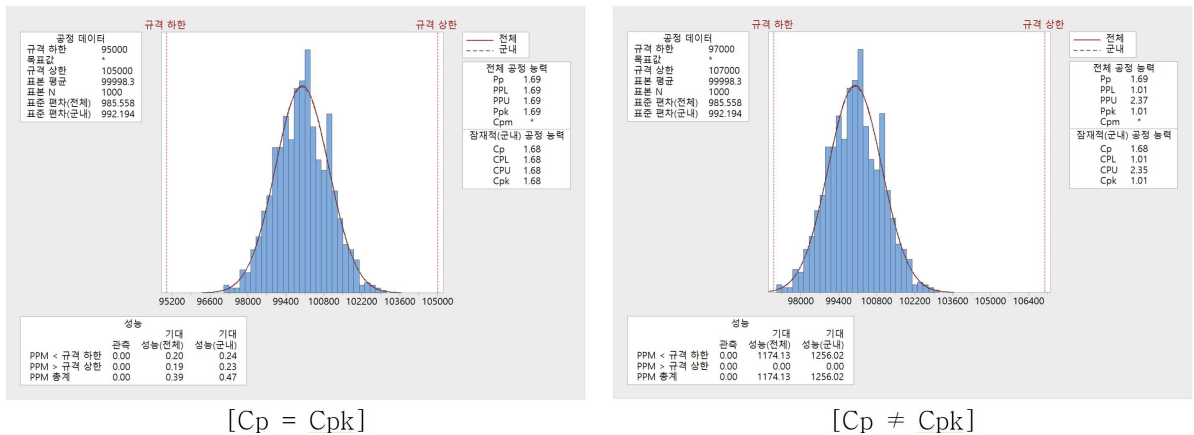 규격 하한 규격 상한
공정 데이터
규격 하한 95000
목표값 *
규격 상한 105000
표본 평균 99998.3
표본 N 1000
표준 편차(전체) 985.558
표준 편차(군내) 992.194
전체
군내
전체 공정 능력
Pp 1.69
PPL 1.69
PPU 1.69
Ppk 1.69
Cpm *
잠재적(군내) 공정 능력
Cp 1.68
CPL 1.68
CPU 1.68
Cpk 1.68
95200 96600 98000 99400 100800 102200 103600 105000
성능
기대 기대
관측 성능(전체) 성능(군내)
PPM < 규격 하한 0.00 0.20 0.24
PPM > 규격 상한 0.00 0.19 0.23
PPM 총계 0.00 0.39 0.47
[Cp = Cpk]
규격 하한 규격 상한
공정 데이터
규격 하한 97000
목표값 *
규격 상한 107000
표본 평균 99998.3
표본 N 1000
표준 편차(전체) 985.558
표준 편차(군내) 992.194
전체
군내
전체 공정 능력
Pp 1.69
PPL 1.01
PPU 2.37
Ppk 1.01
Cpm *
잠재적(군내) 공정 능력
Cp 1.68
CPL 1.01
CPU 2.35
Cpk 1.01
98000 99400 100800 102200 103600 105000 106400
성능
기대 기대
관측 성능(전체) 성능(군내)
PPM < 규격 하한 0.00 1174.13 1256.02
PPM > 규격 상한 0.00 0.00 0.00
PPM 총계 0.00 1174.13 1256.02
[Cp ≠ Cpk]